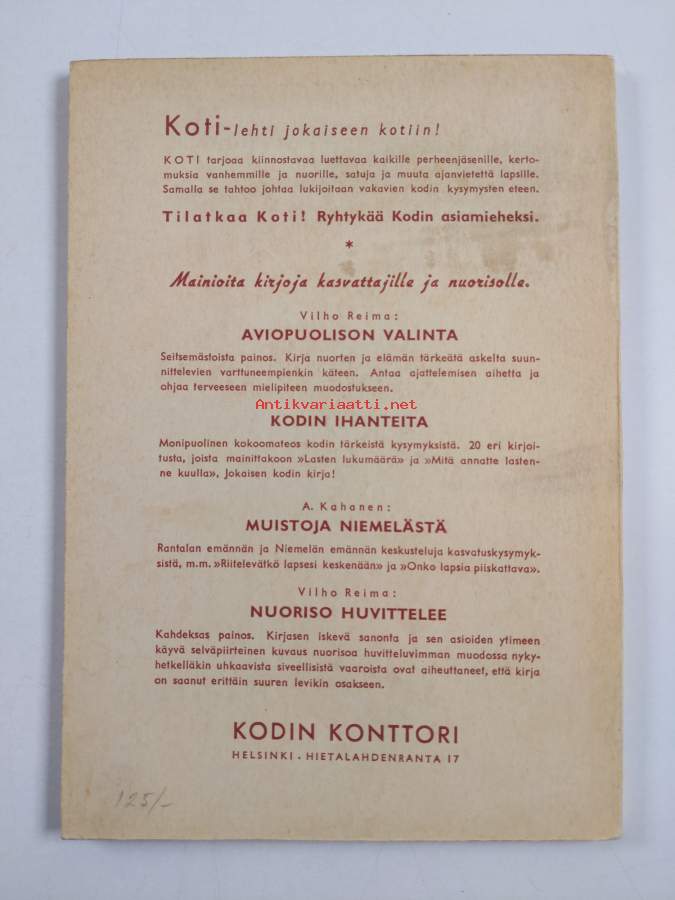 Koti-lehti jokaiseen kotiin!
KOTI tarjoaa kiinnostavaa luettavaa kaikille perheenjäsenille, kerto-
muksia vanhemmille ja nuorille, satuja ja muuta ajanvietettä lapsille.
Samalla se tahtoo johtaa lukijoitaan vakavien kodin kysymysten eteen.
Tilatkaa Koti! Ryhtykää Kodin asiamieheksi.
*
Mainioita kirjoja kasvattajille ja nuorisolle.
Vilho Reima:
AVIOPUOLISON VALINTA
Seitsemästoista painos. Kirja nuorten ja elämän tärkeätä askelta suun-
nittelevien varttuneempienkin käteen. Antaa ajattelemisen aihetta ja
ohjaa terveeseen mielipiteen muodostukseen.
Antikvariaatti.net
KODIN IHANTEITA
Monipuolinen kokoomateos kodin tärkeistä kysymyksistä. 20 eri kirjoi-
tusta, joista mainittakoon »Lasten lukumäärä» ja »Mitä annatte lasten-
ne kuulla». Jokaisen kodin kirja!
A. Kahanen:
MUISTOJA NIEMELÄSTÄ
Rantalan emännän ja Niemelän emännän keskusteluja kasvatuskysymyk-
sistä, m.m. »Riitelevätkö lapsesi keskenään» ja »Onko lapsia piiskattava».
Vilho Reima:
NUORISO HUVITTELEE
Kahdeksas painos. Kirjasen iskevä sanonta ja sen asioiden ytimeen
käyvä selväpiirteinen kuvaus nuorisoa huvitteluvimman muodossa nyky-
hetkelläkin uhkaavista siveellisistä vaaroista ovat aiheuttaneet, että kirja
on saanut erittäin suuren levikin osakseen.
KODIN KONTTORI
HELSINKI . HIETALAHDENRANTA 17
125/-